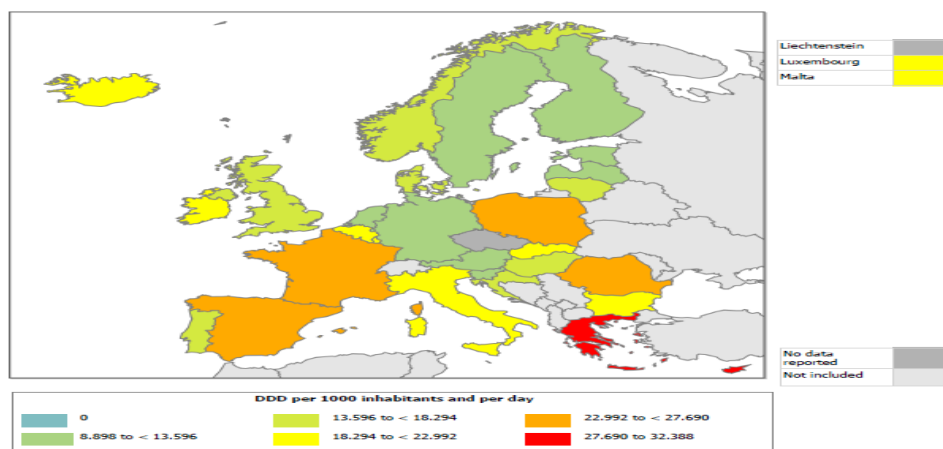 Liechtenstein
Luxembourg
Malta
No data
reported
Not included
DDD per 1000 inhabitants and per day
0
13.596 to < 18.294
22.992 to < 27.690
8.898 to < 13.596
18.294 to < 22.992
27.690 to 32.388